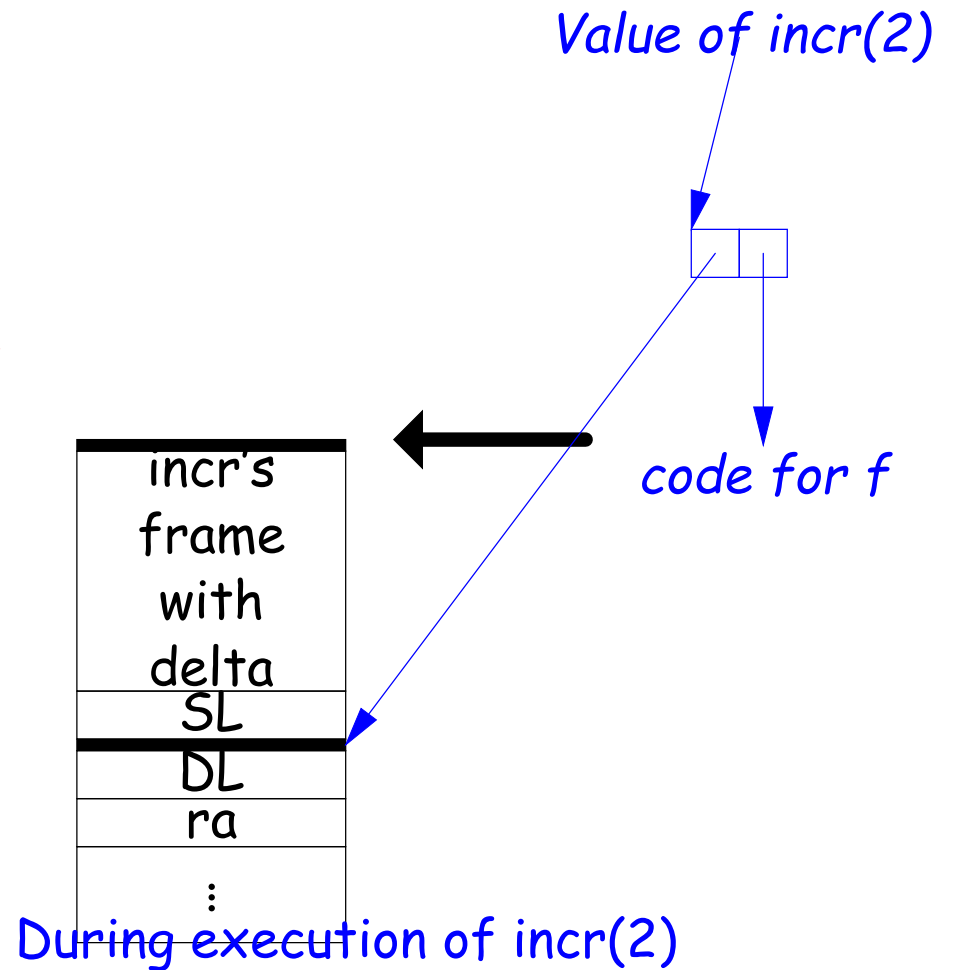 Value of incr(2)
code for f
incr's
frame
with
delta
SL
DL
ra
⋮
During execution of incr(2)